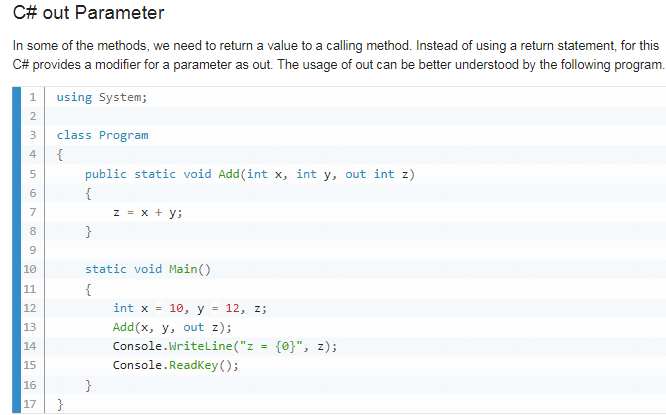 C# out Parameter
In some of the methods, we need to return a value to a calling method. Instead of using a return statement, for this
C# provides a modifier for a parameter as out. The usage of out can be better understood by the following program.
1 using System;
2
3 class Program
4 {
5     public static void Add(int x, int y, out int z)
6     {
7         z = x + y;
8     }
9
10     static void Main()
11     {
12         int x = 10, y = 12, z;
13         Add(x, y, out z);
14         Console.WriteLine("z = {0}", z);
15         Console.ReadKey();
16     }
17 }